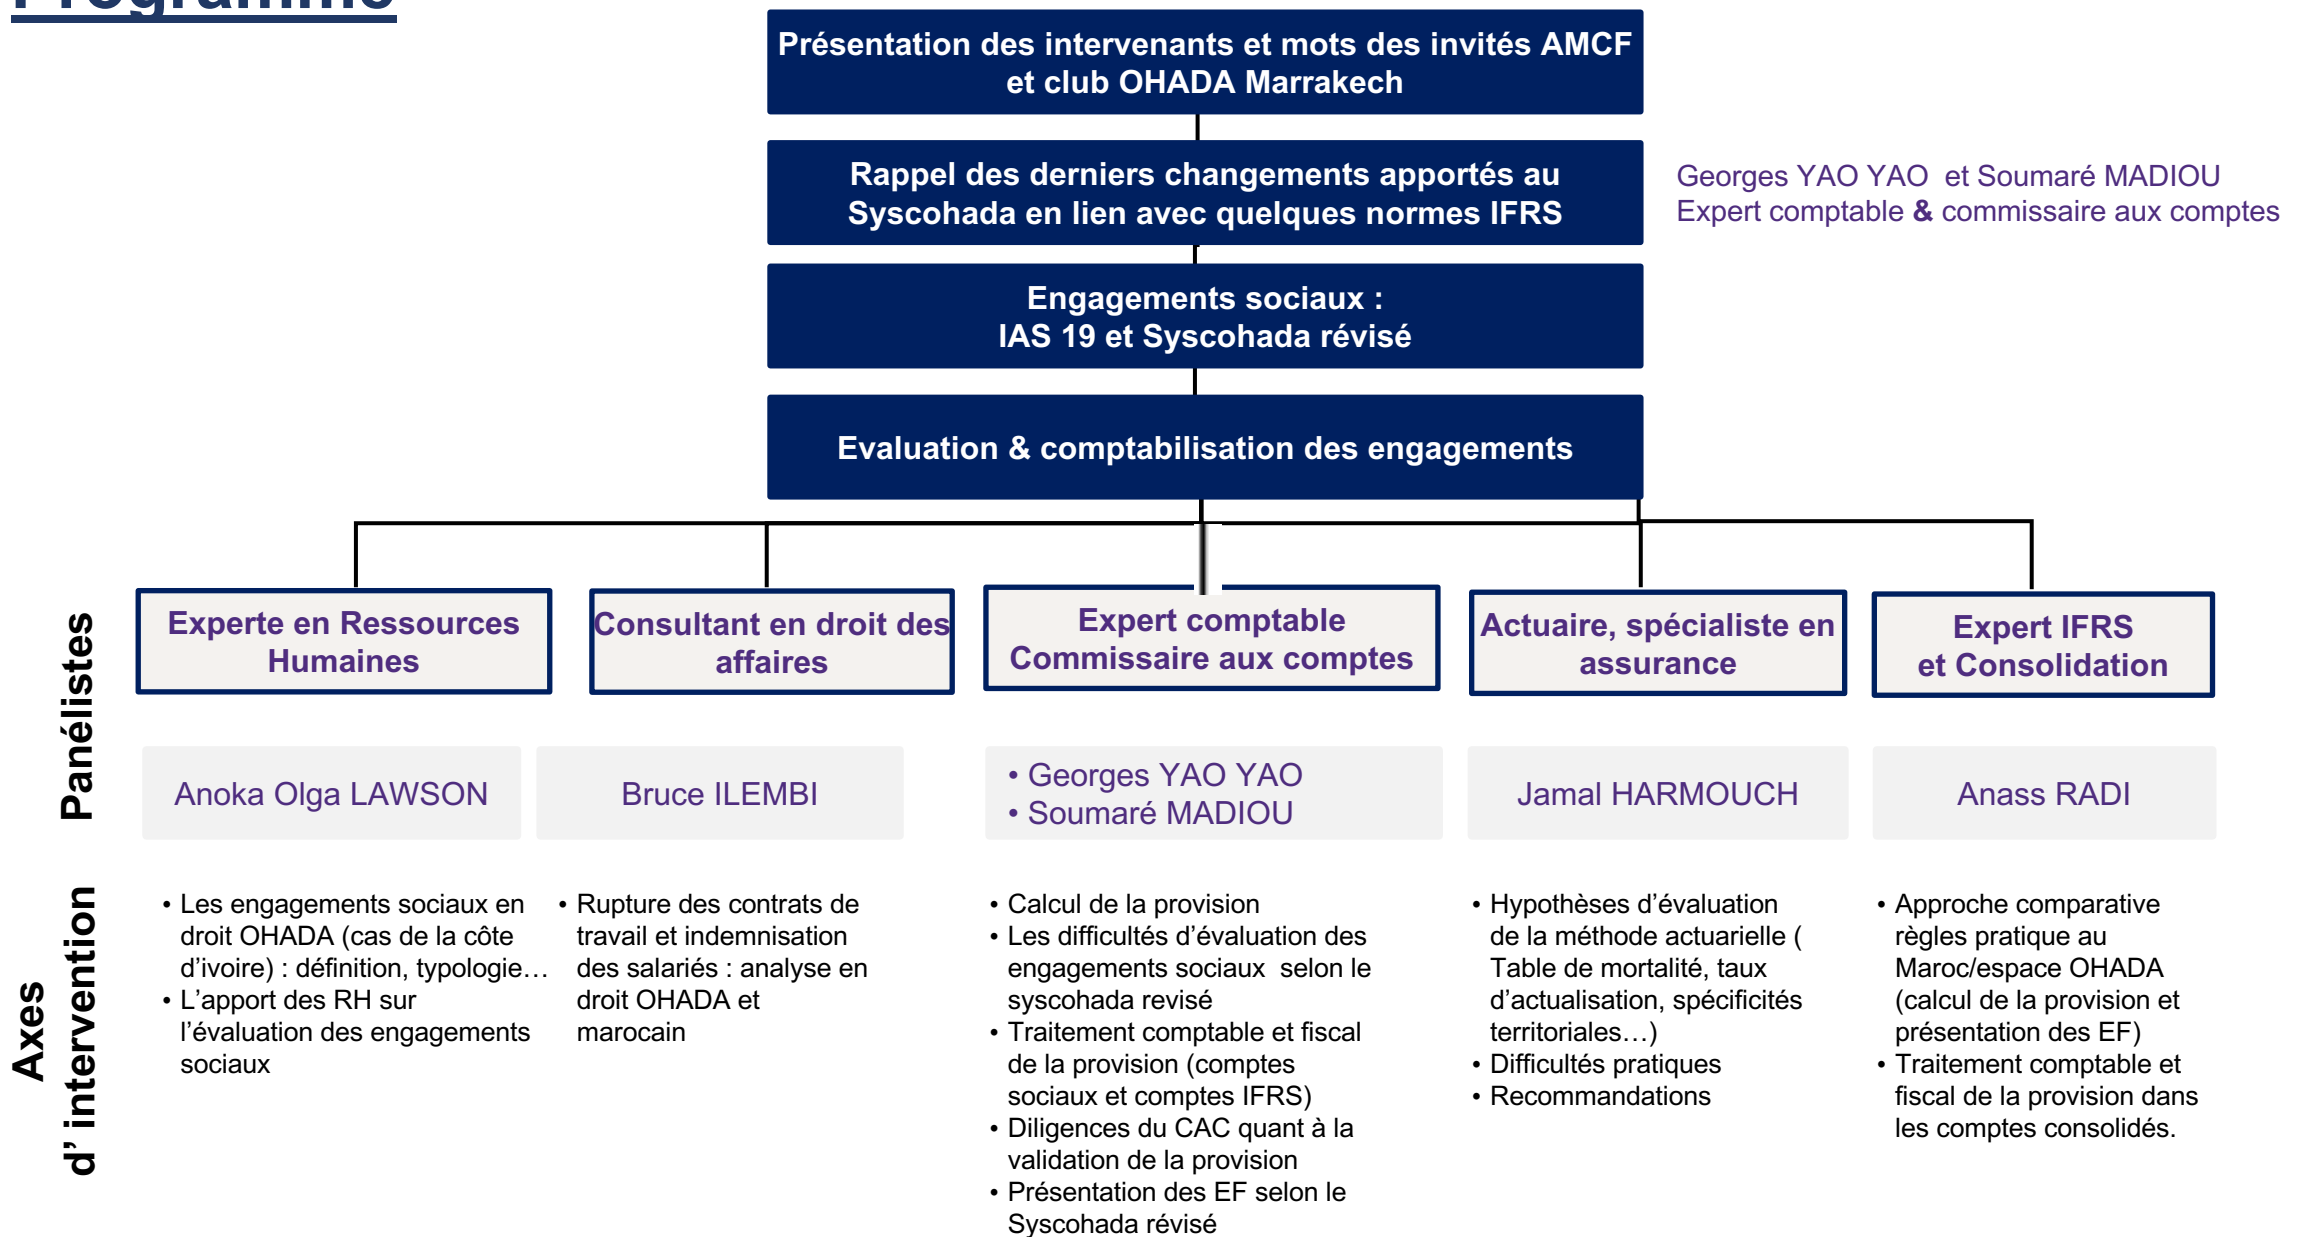 Programme
Présentation des intervenants et mots des invités AMCF
et club OHADA Marrakech
Rappel des derniers changements apportés au
Syscohada en lien avec quelques normes IFRS
Georges YAO YAO  et Soumaré MADIOU
Expert comptable & commissaire aux comptes
Engagements sociaux :
IAS 19 et Syscohada révisé
Evaluation & comptabilisation des engagements
Panélistes
Experte en Ressources
Humaines
Consultant en droit des
affaires
Expert comptable
Commissaire aux comptes
Actuaire, spécialiste en
assurance
Expert IFRS
et Consolidation
Anoka Olga LAWSON
Bruce ILEMBI
• Georges YAO YAO
• Soumaré MADIOU
Jamal HARMOUCH
Anass RADI
Axes
d' intervention
• Les engagements sociaux en
droit OHADA (cas de la côte
d'ivoire) : définition, typologie…
• L'apport des RH sur
l'évaluation des engagements
sociaux
• Rupture des contrats de
travail et indemnisation
des salariés : analyse en
droit OHADA et
marocain
• Calcul de la provision
• Les difficultés d'évaluation des
engagements sociaux  selon le
syscohada revisé
• Traitement comptable et fiscal
de la provision (comptes
sociaux et comptes IFRS)
• Diligences du CAC quant à la
validation de la provision
• Présentation des EF selon le
Syscohada révisé
• Hypothèses d'évaluation
de la méthode actuarielle (
Table de mortalité, taux
d'actualisation, spécificités
territoriales…)
• Difficultés pratiques
• Recommandations
• Approche comparative
règles pratique au
Maroc/espace OHADA
(calcul de la provision et
présentation des EF)
• Traitement comptable et
fiscal de la provision dans
les comptes consolidés.